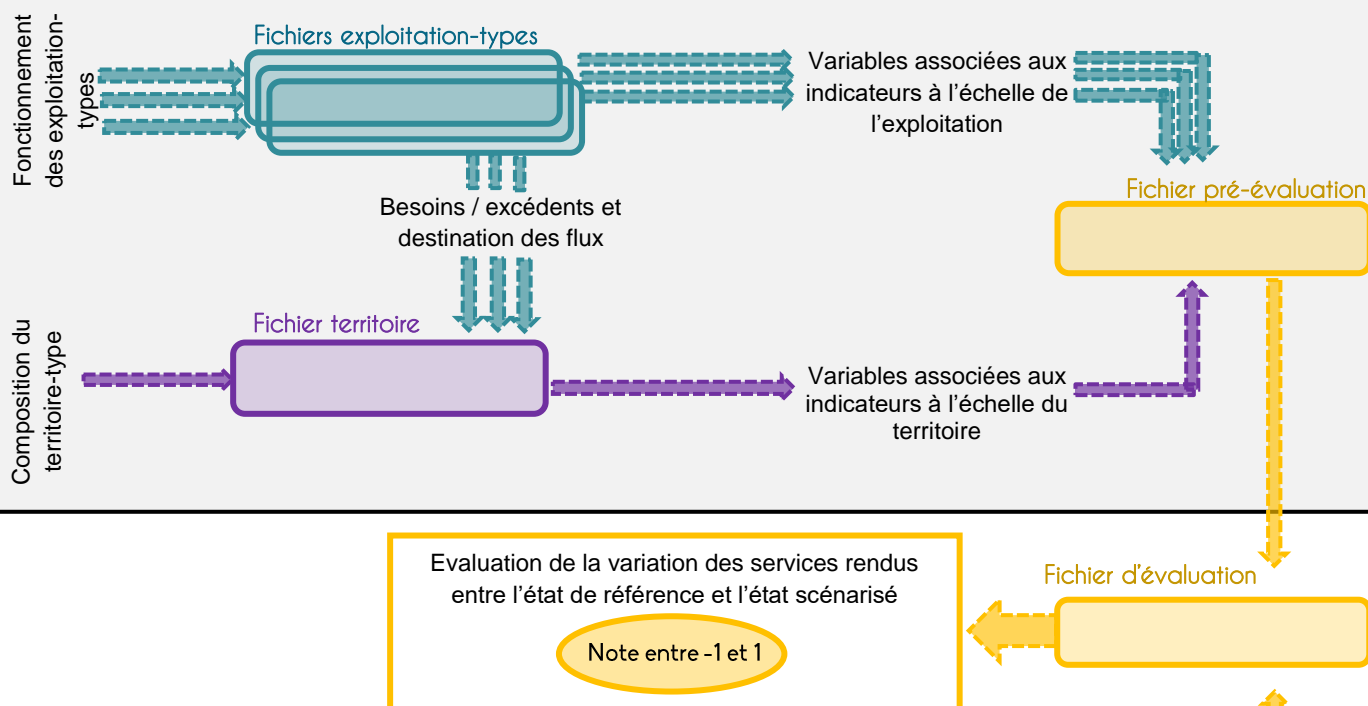 Fonctionnement
des exploitation-
types
Fichiers exploitation-types
Variables associées aux
indicateurs à l'échelle de
l'exploitation
Fichier pré-évaluation
Besoins / excédents et
destination des flux
Composition du
territoire-type
Fichier territoire
Variables associées aux
indicateurs à l'échelle du
territoire
Evaluation de la variation des services rendus
entre l'état de référence et l'état scénarisé
Note entre -1 et 1
Fichier d'évaluation